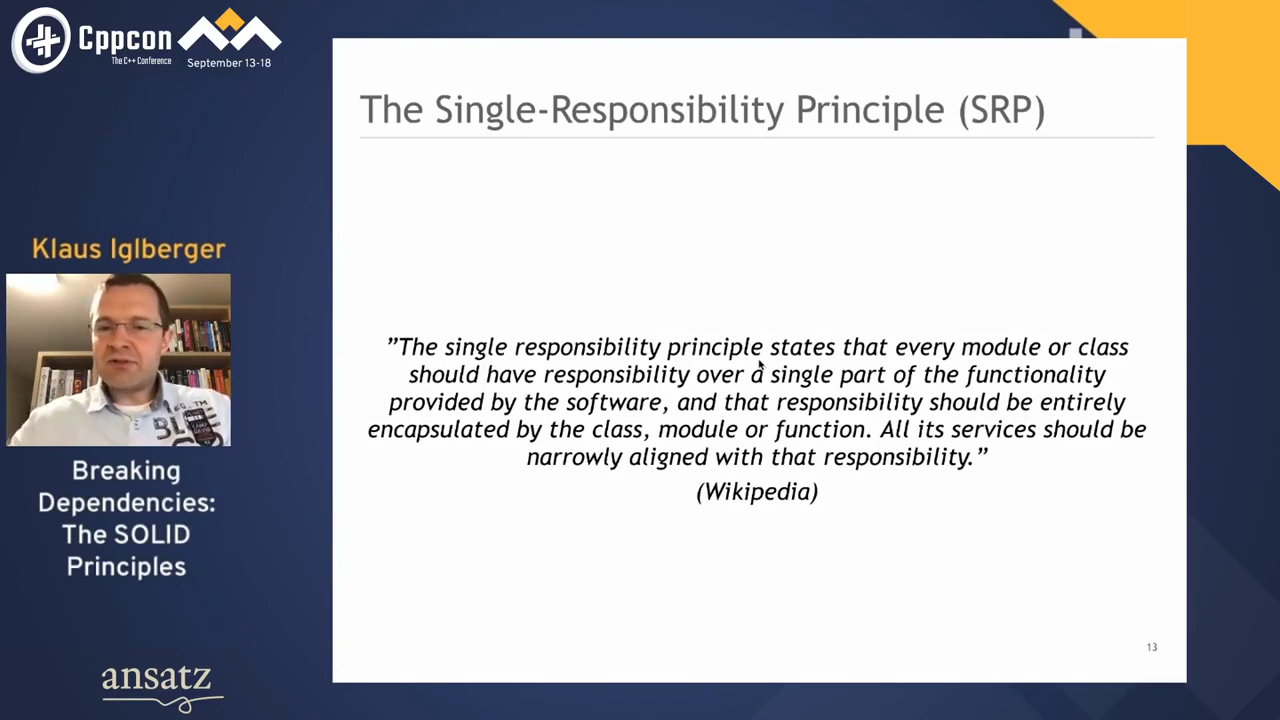 Cppcon
The C++ Conference
September 13-18
Klaus Iglberger
Breaking
Dependencies:
The SOLID
Principles
ansatz
The Single-Responsibility Principle (SRP)
”The single responsibility principle states that every module or class
should have responsibility over a single part of the functionality
provided by the software, and that responsibility should be entirely
encapsulated by the class, module or function. All its services should be
narrowly aligned with that responsibility.”
(Wikipedia)
13